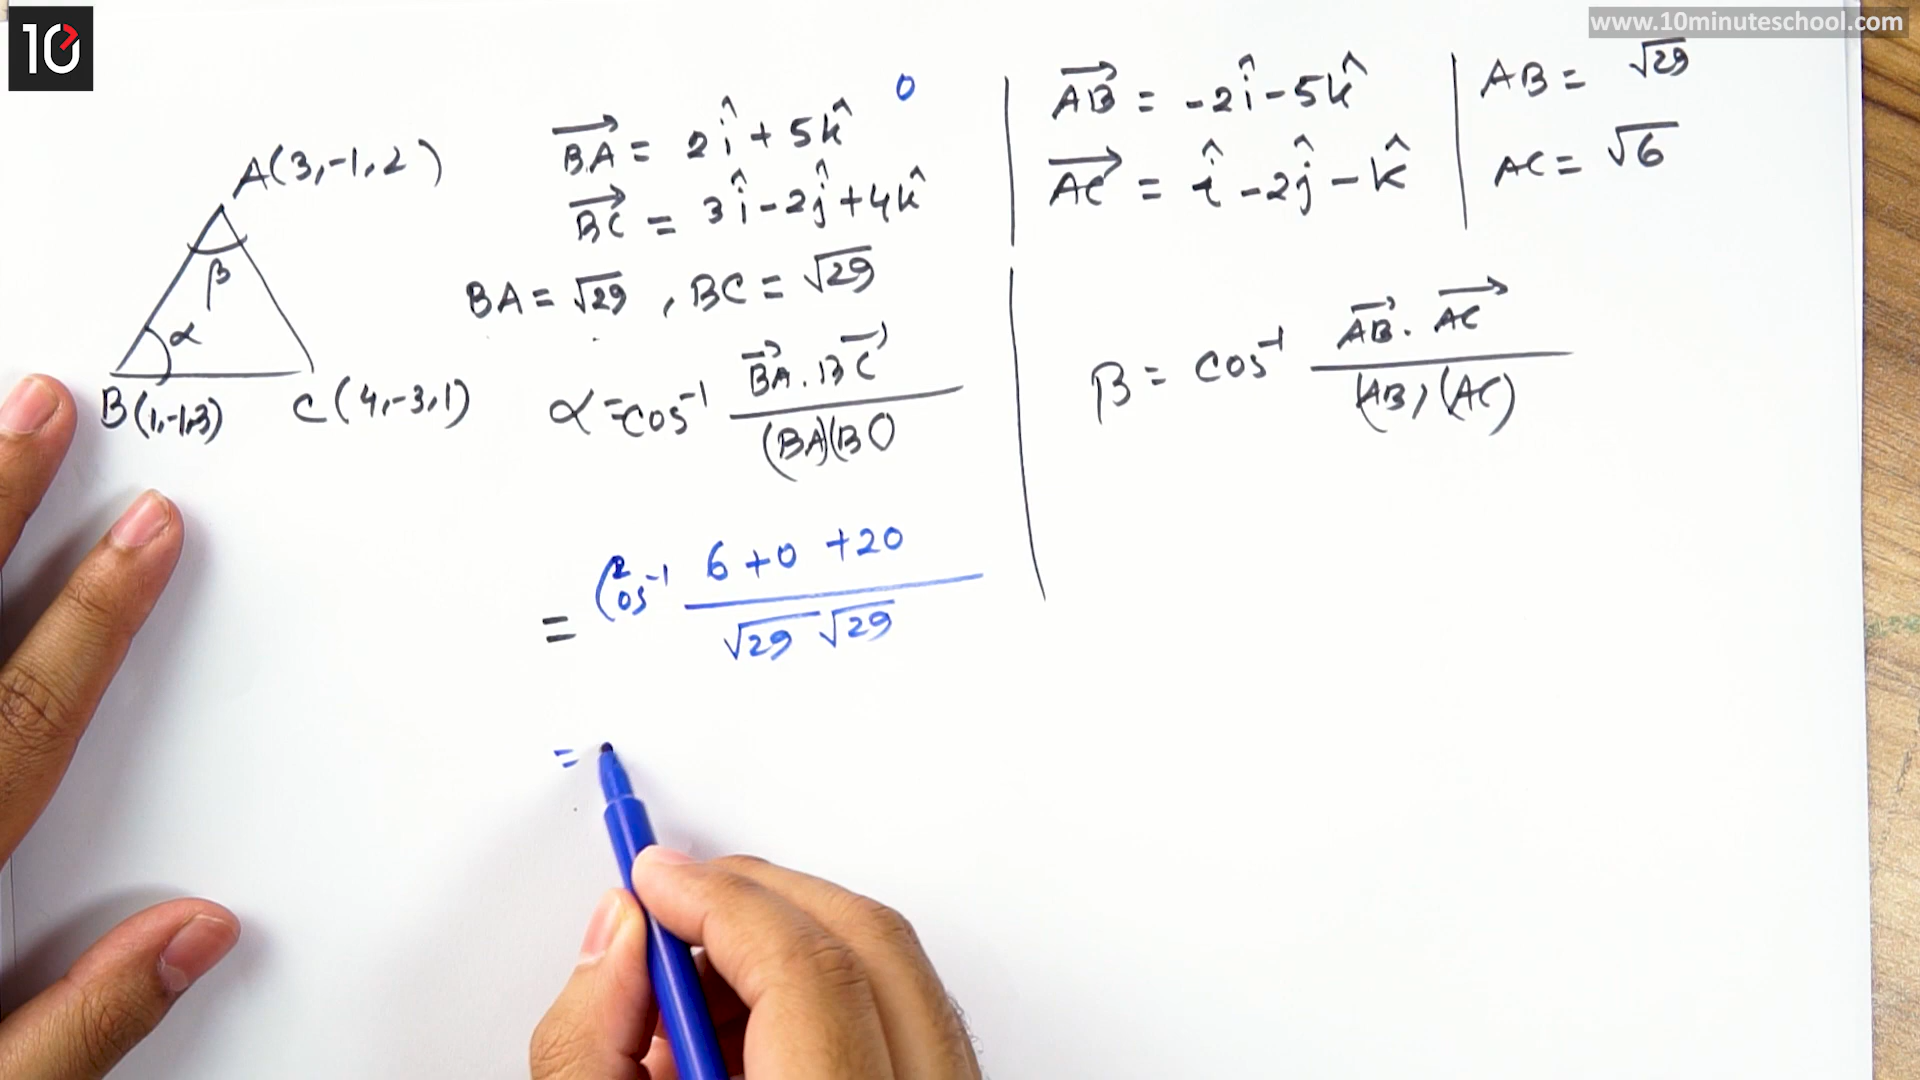 10
www.10minuteschool.com
A(3,-1,2)
β
α
B(1,-1,3)
C(4,-3,1)
0
BA = 2î + 5k̂
BC = 3î - 2ĵ + 4k̂
BA = √29 , BC = √29
α = cos⁻¹ BA . BC / (BA)(BC)
= Cos⁻¹ 6 + 0 + 20 / √29 √29
=
AB = -2î - 5k̂
AC = î - 2ĵ - k̂
AB = √29
AC = √6
β = cos⁻¹ AB . AC / (AB) (AC)